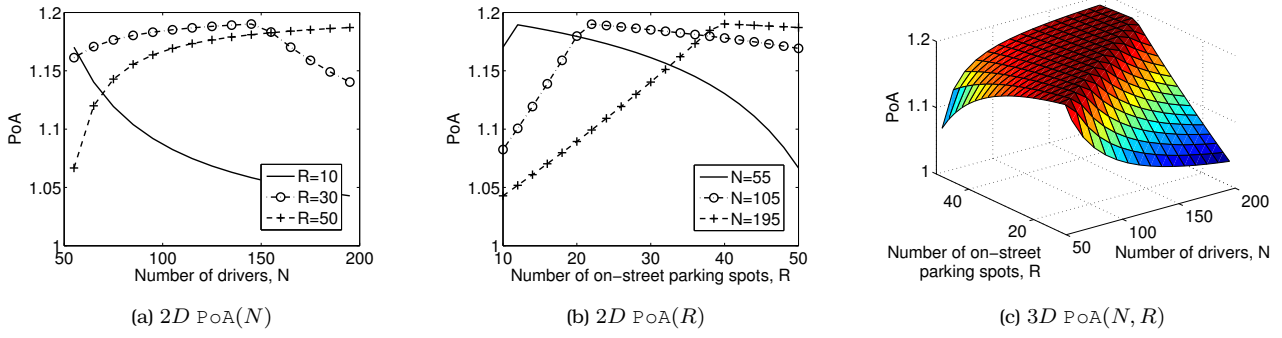 1.2
1.15
1.1
1.05
1
PoA
50
100
150
200
Number of drivers, N
R=10
R=30
R=50
(a) 2D PoA(N)
1.2
1.15
1.1
1.05
1
PoA
10
20
30
40
50
Number of on−street parking spots, R
N=55
N=105
N=195
(b) 2D PoA(R)
1.2
1.1
1
PoA
40
20
50
100
150
200
Number of on−street
parking spots, R
Number of drivers, N
(c) 3D PoA(N, R)